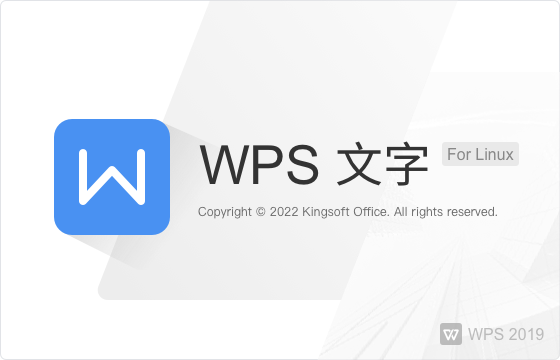 WPS 文字 For Linux
Copyright © 2022 Kingsoft Office. All rights reserved.
WPS 2019